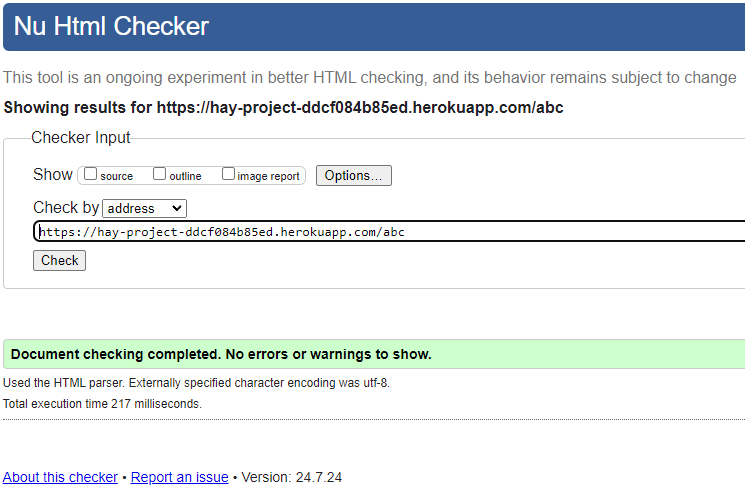 Nu Html Checker
This tool is an ongoing experiment in better HTML checking, and its behavior remains subject to change
Showing results for https://hay-project-ddcf084b85ed.herokuapp.com/abc
Checker Input
Show source outline image report Options...
Check by address
https://hay-project-ddcf084b85ed.herokuapp.com/abc
Check
Document checking completed. No errors or warnings to show.
Used the HTML parser. Externally specified character encoding was utf-8.
Total execution time 217 milliseconds.
About this checker • Report an issue • Version: 24.7.24